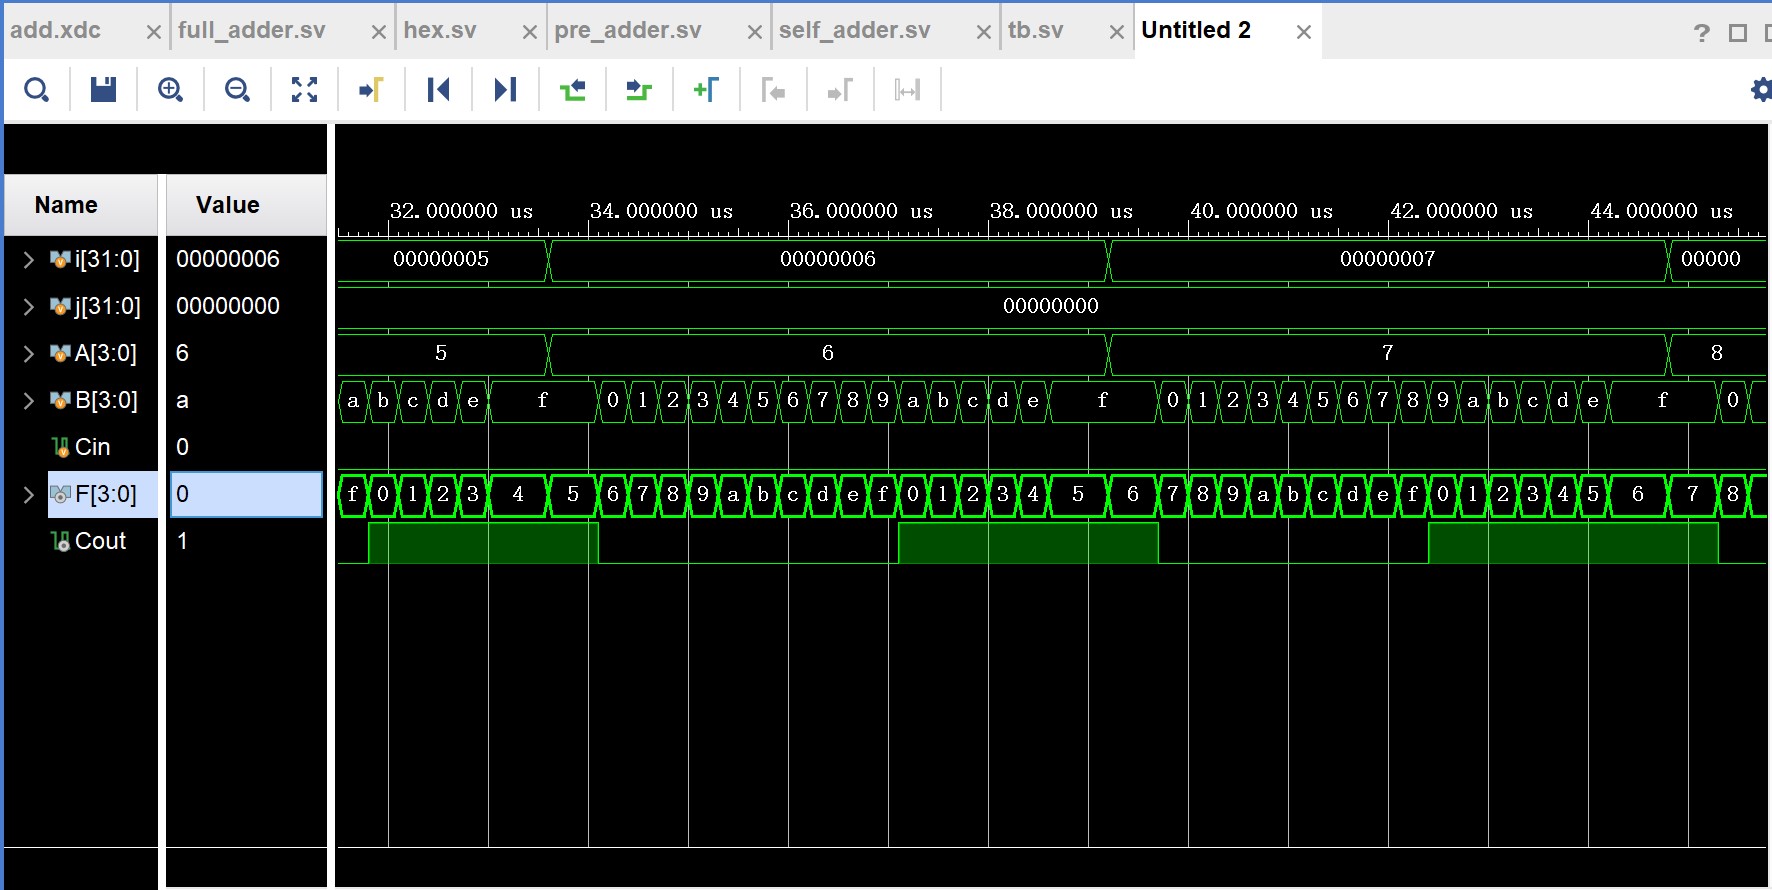 add.xdc full_adder.sv hex.sv pre_adder.sv self_adder.sv tb.sv Untitled 2 ?
Name Value
32.000000 us 34.000000 us 36.000000 us 38.000000 us 40.000000 us 42.000000 us 44.000000 us
i[31:0] 00000006 00000005 00000006 00000007 00000
j[31:0] 00000000 00000000
A[3:0] 6 5 6 7 8
B[3:0] a a b c d e f 0 1 2 3 4 5 6 7 8 9 a b c d e f 0 1 2 3 4 5 6 7 8 9 a b c d e f 0
Cin 0
F[3:0] 0 f 0 1 2 3 4 5 6 7 8 9 a b c d e f 0 1 2 3 4 5 6 7 8 9 a b c d e f 0 1 2 3 4 5 6 7 8
Cout 1